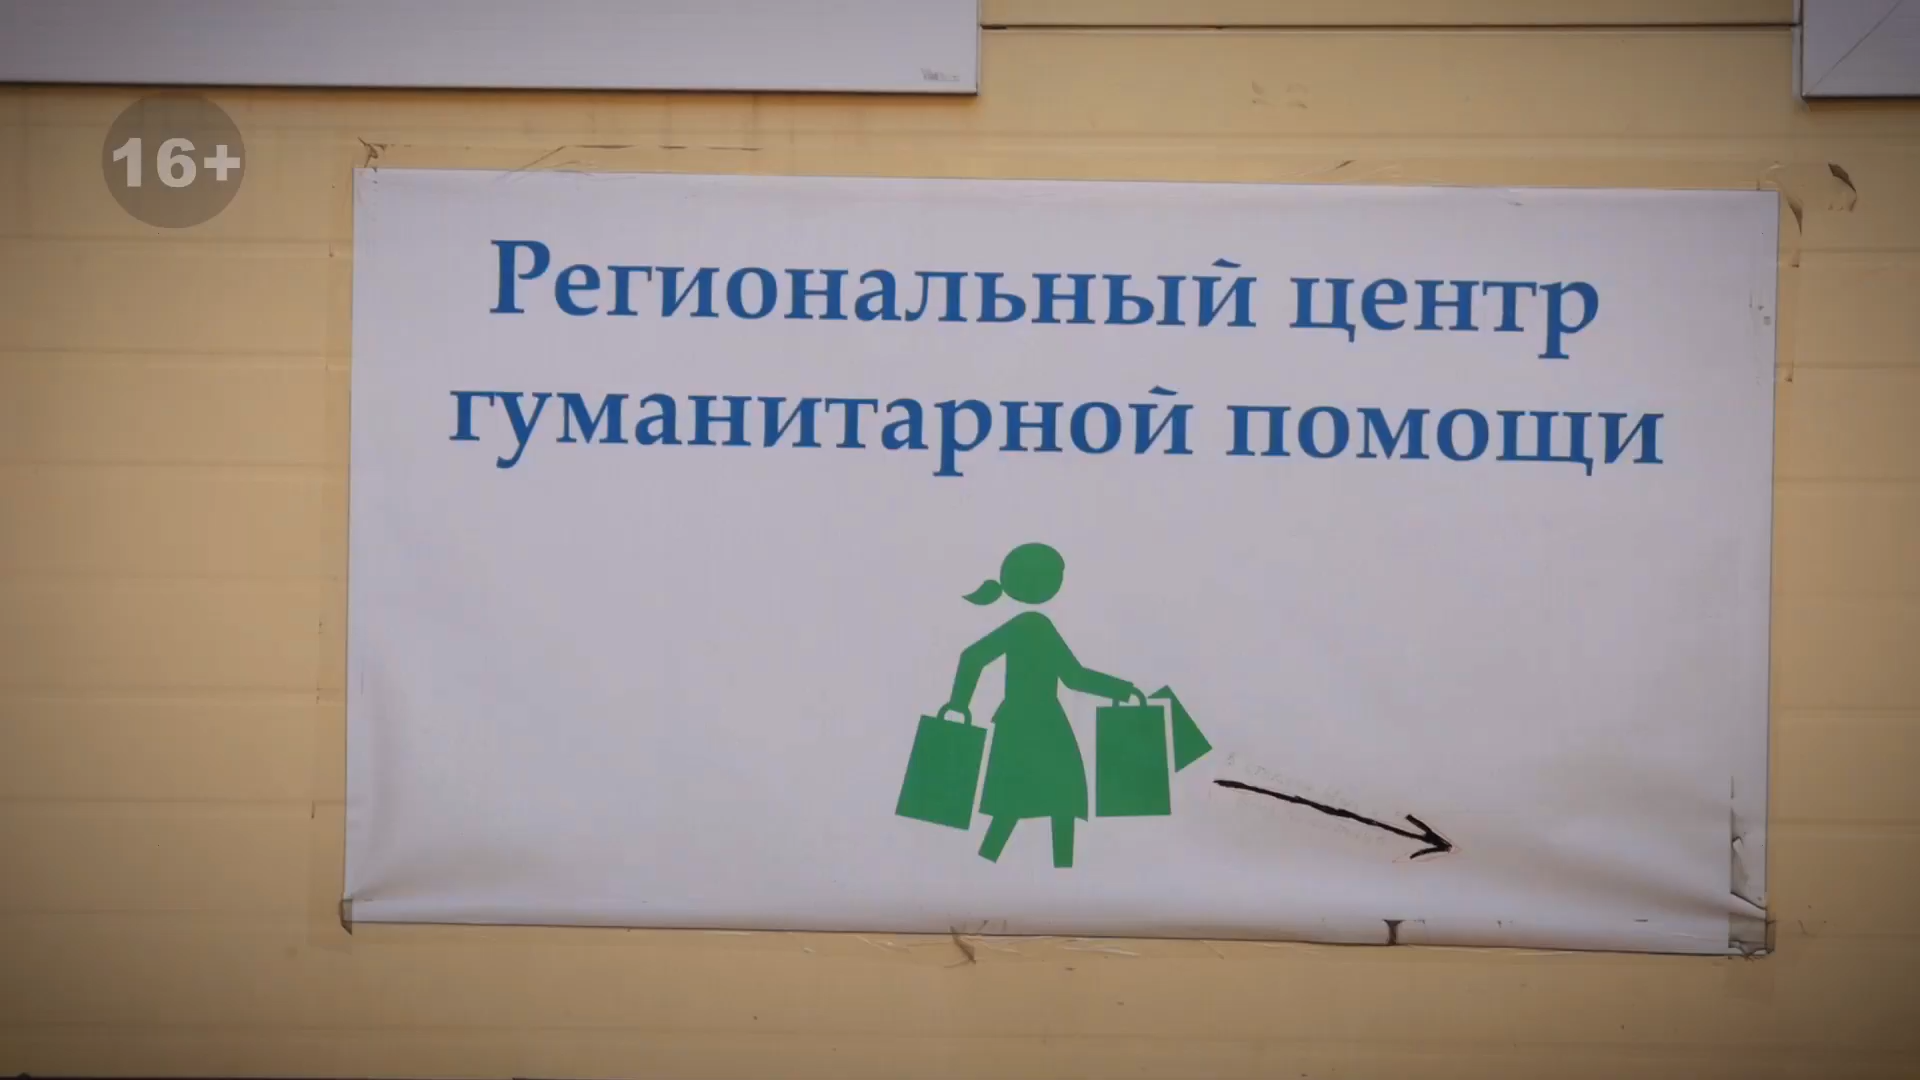 16+
Региональный центр
гуманитарной помощи